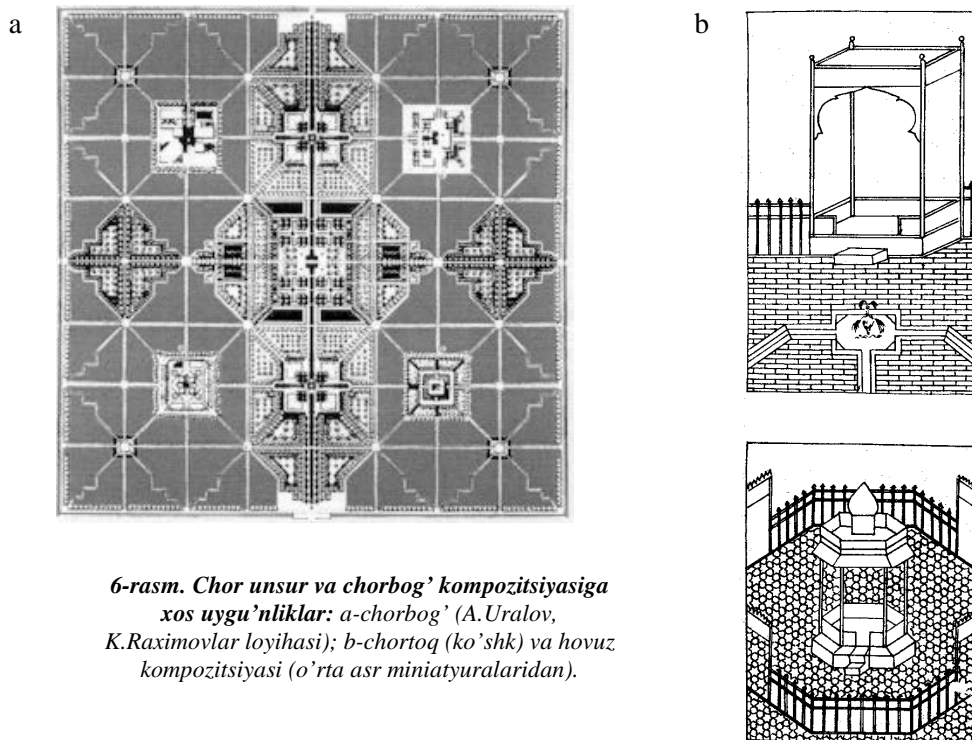 a
b
6-rasm. Chor unsur va chorbog' kompozitsiyasiga
xos uygu'nliklar: a-chorbog' (A.Uralov,
K.Raximovlar loyihasi); b-chortoq (ko'shk) va hovuz
kompozitsiyasi (o'rta asr miniatyuralaridan).